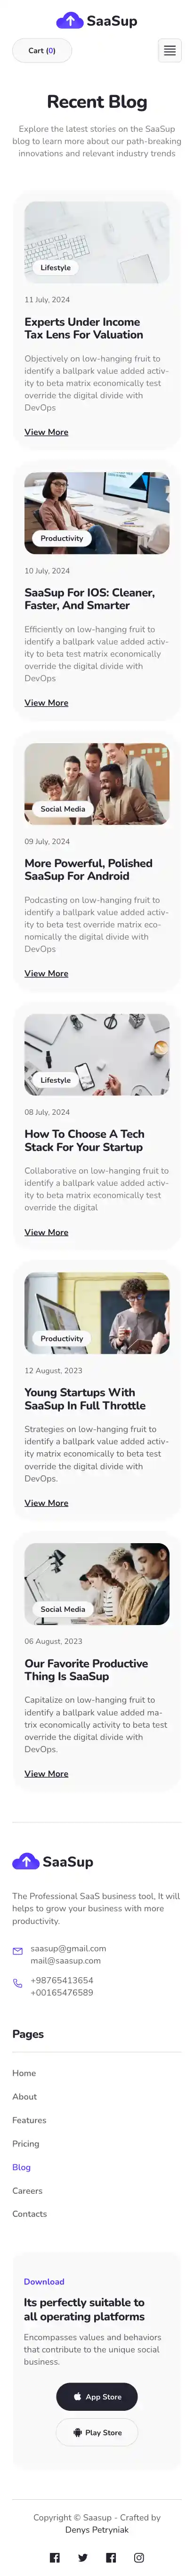 SaaSup
Cart (0)
Recent Blog
Explore the latest stories on the SaaSup
blog to learn more about our path-breaking
innovations and relevant industry trends
Lifestyle
11 July, 2024
Experts Under Income
Tax Lens For Valuation
Objectively on low-hanging fruit to
identify a ballpark value added activ-
ity to beta matrix economically test
override the digital divide with
DevOps
View More
Productivity
10 July, 2024
SaaSup For IOS: Cleaner,
Faster, And Smarter
Efficiently on low-hanging fruit to
identify a ballpark value added activ-
ity to beta test matrix economically
override the digital divide with
DevOps
View More
Social Media
09 July, 2024
More Powerful, Polished
SaaSup For Android
Podcasting on low-hanging fruit to
identify a ballpark value added activ-
ity to beta test override matrix eco-
nomically the digital divide with
DevOps
View More
Lifestyle
08 July, 2024
How To Choose A Tech
Stack For Your Startup
Collaborative on low-hanging fruit to
identify a ballpark value added activ-
ity to beta matrix economically test
override the digital
View More
Productivity
12 August, 2023
Young Startups With
SaaSup In Full Throttle
Strategies on low-hanging fruit to
identify a ballpark value added activ-
ity matrix economically to beta test
override the digital divide with
DevOps.
View More
Social Media
06 August, 2023
Our Favorite Productive
Thing Is SaaSup
Capitalize on low-hanging fruit to
identify a ballpark value added ma-
trix economically activity to beta test
override the digital divide with
DevOps.
View More
SaaSup
The Professional SaaS business tool, It will
helps to grow your business with more
productivity.
saasup@gmail.com
mail@saasup.com
+98765413654
+00165476589
Pages
Home
About
Features
Pricing
Blog
Careers
Contacts
Download
Its perfectly suitable to
all operating platforms
Encompasses values and behaviors
that contribute to the unique social
business.
App Store
Play Store
Copyright © Saasup - Crafted by
Denys Petryniak